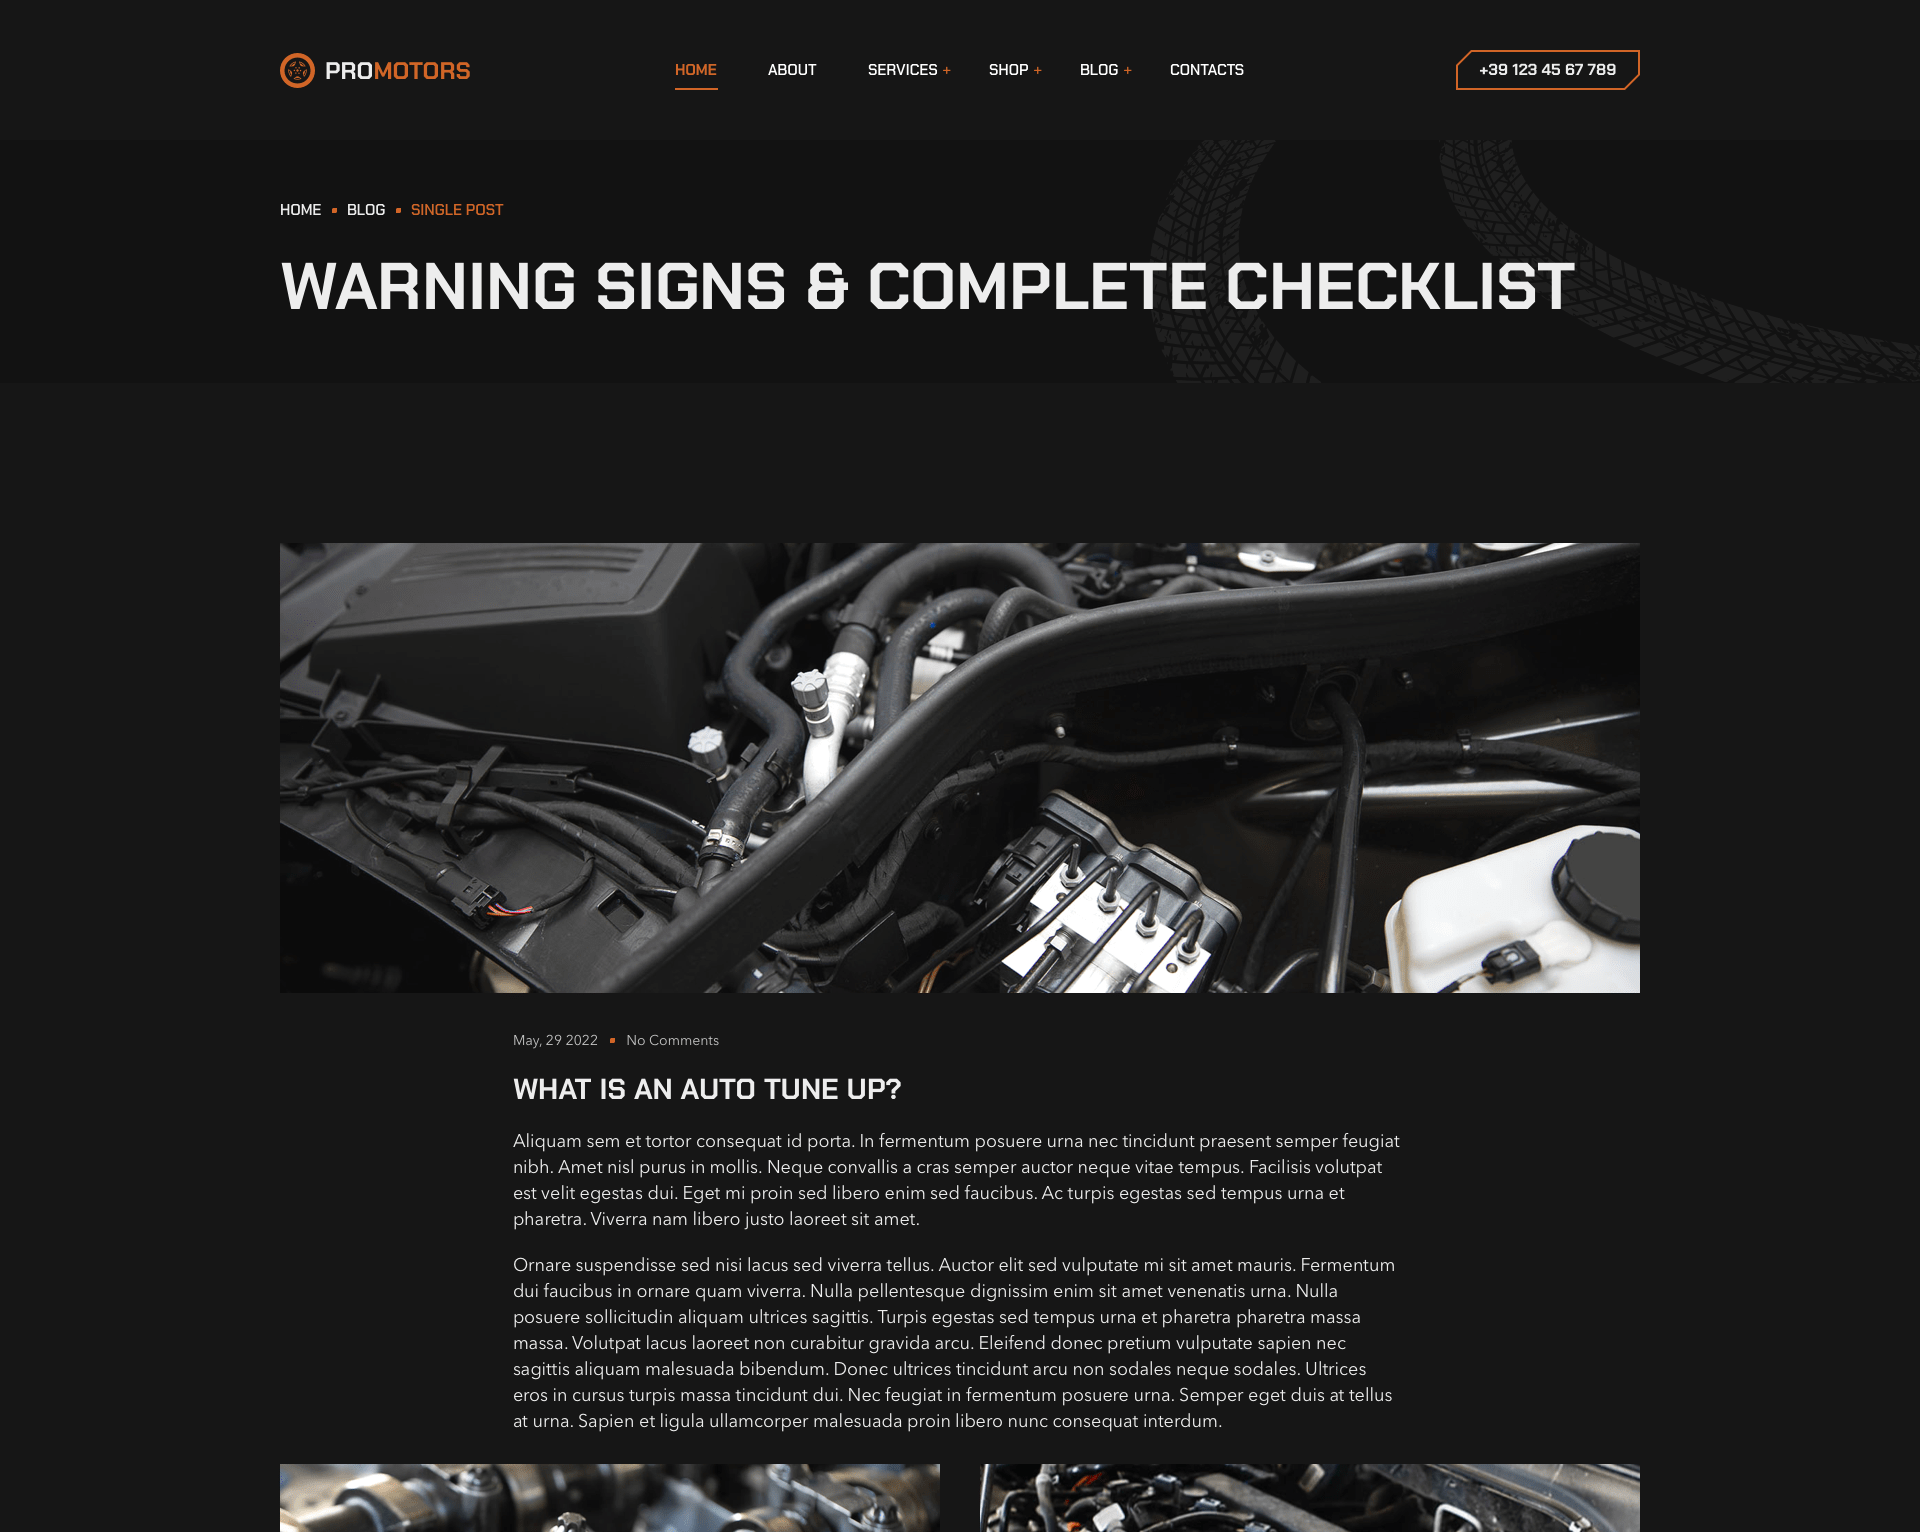 PROMOTORS
HOME
ABOUT
SERVICES +
SHOP +
BLOG +
CONTACTS
+39 123 45 67 789
HOME
BLOG
SINGLE POST
WARNING SIGNS & COMPLETE CHECKLIST
May, 29 2022
No Comments
WHAT IS AN AUTO TUNE UP?
Aliquam sem et tortor consequat id porta. In fermentum posuere urna nec tincidunt praesent semper feugiat
nibh. Amet nisl purus in mollis. Neque convallis a cras semper auctor neque vitae tempus. Facilisis volutpat
est velit egestas dui. Eget mi proin sed libero enim sed faucibus. Ac turpis egestas sed tempus urna et
pharetra. Viverra nam libero justo laoreet sit amet.
Ornare suspendisse sed nisi lacus sed viverra tellus. Auctor elit sed vulputate mi sit amet mauris. Fermentum
dui faucibus in ornare quam viverra. Nulla pellentesque dignissim enim sit amet venenatis urna. Nulla
posuere sollicitudin aliquam ultrices sagittis. Turpis egestas sed tempus urna et pharetra pharetra massa
massa. Volutpat lacus laoreet non curabitur gravida arcu. Eleifend donec pretium vulputate sapien nec
sagittis aliquam malesuada bibendum. Donec ultrices tincidunt arcu non sodales neque sodales. Ultrices
eros in cursus turpis massa tincidunt dui. Nec feugiat in fermentum posuere urna. Semper eget duis at tellus
at urna. Sapien et ligula ullamcorper malesuada proin libero nunc consequat interdum.